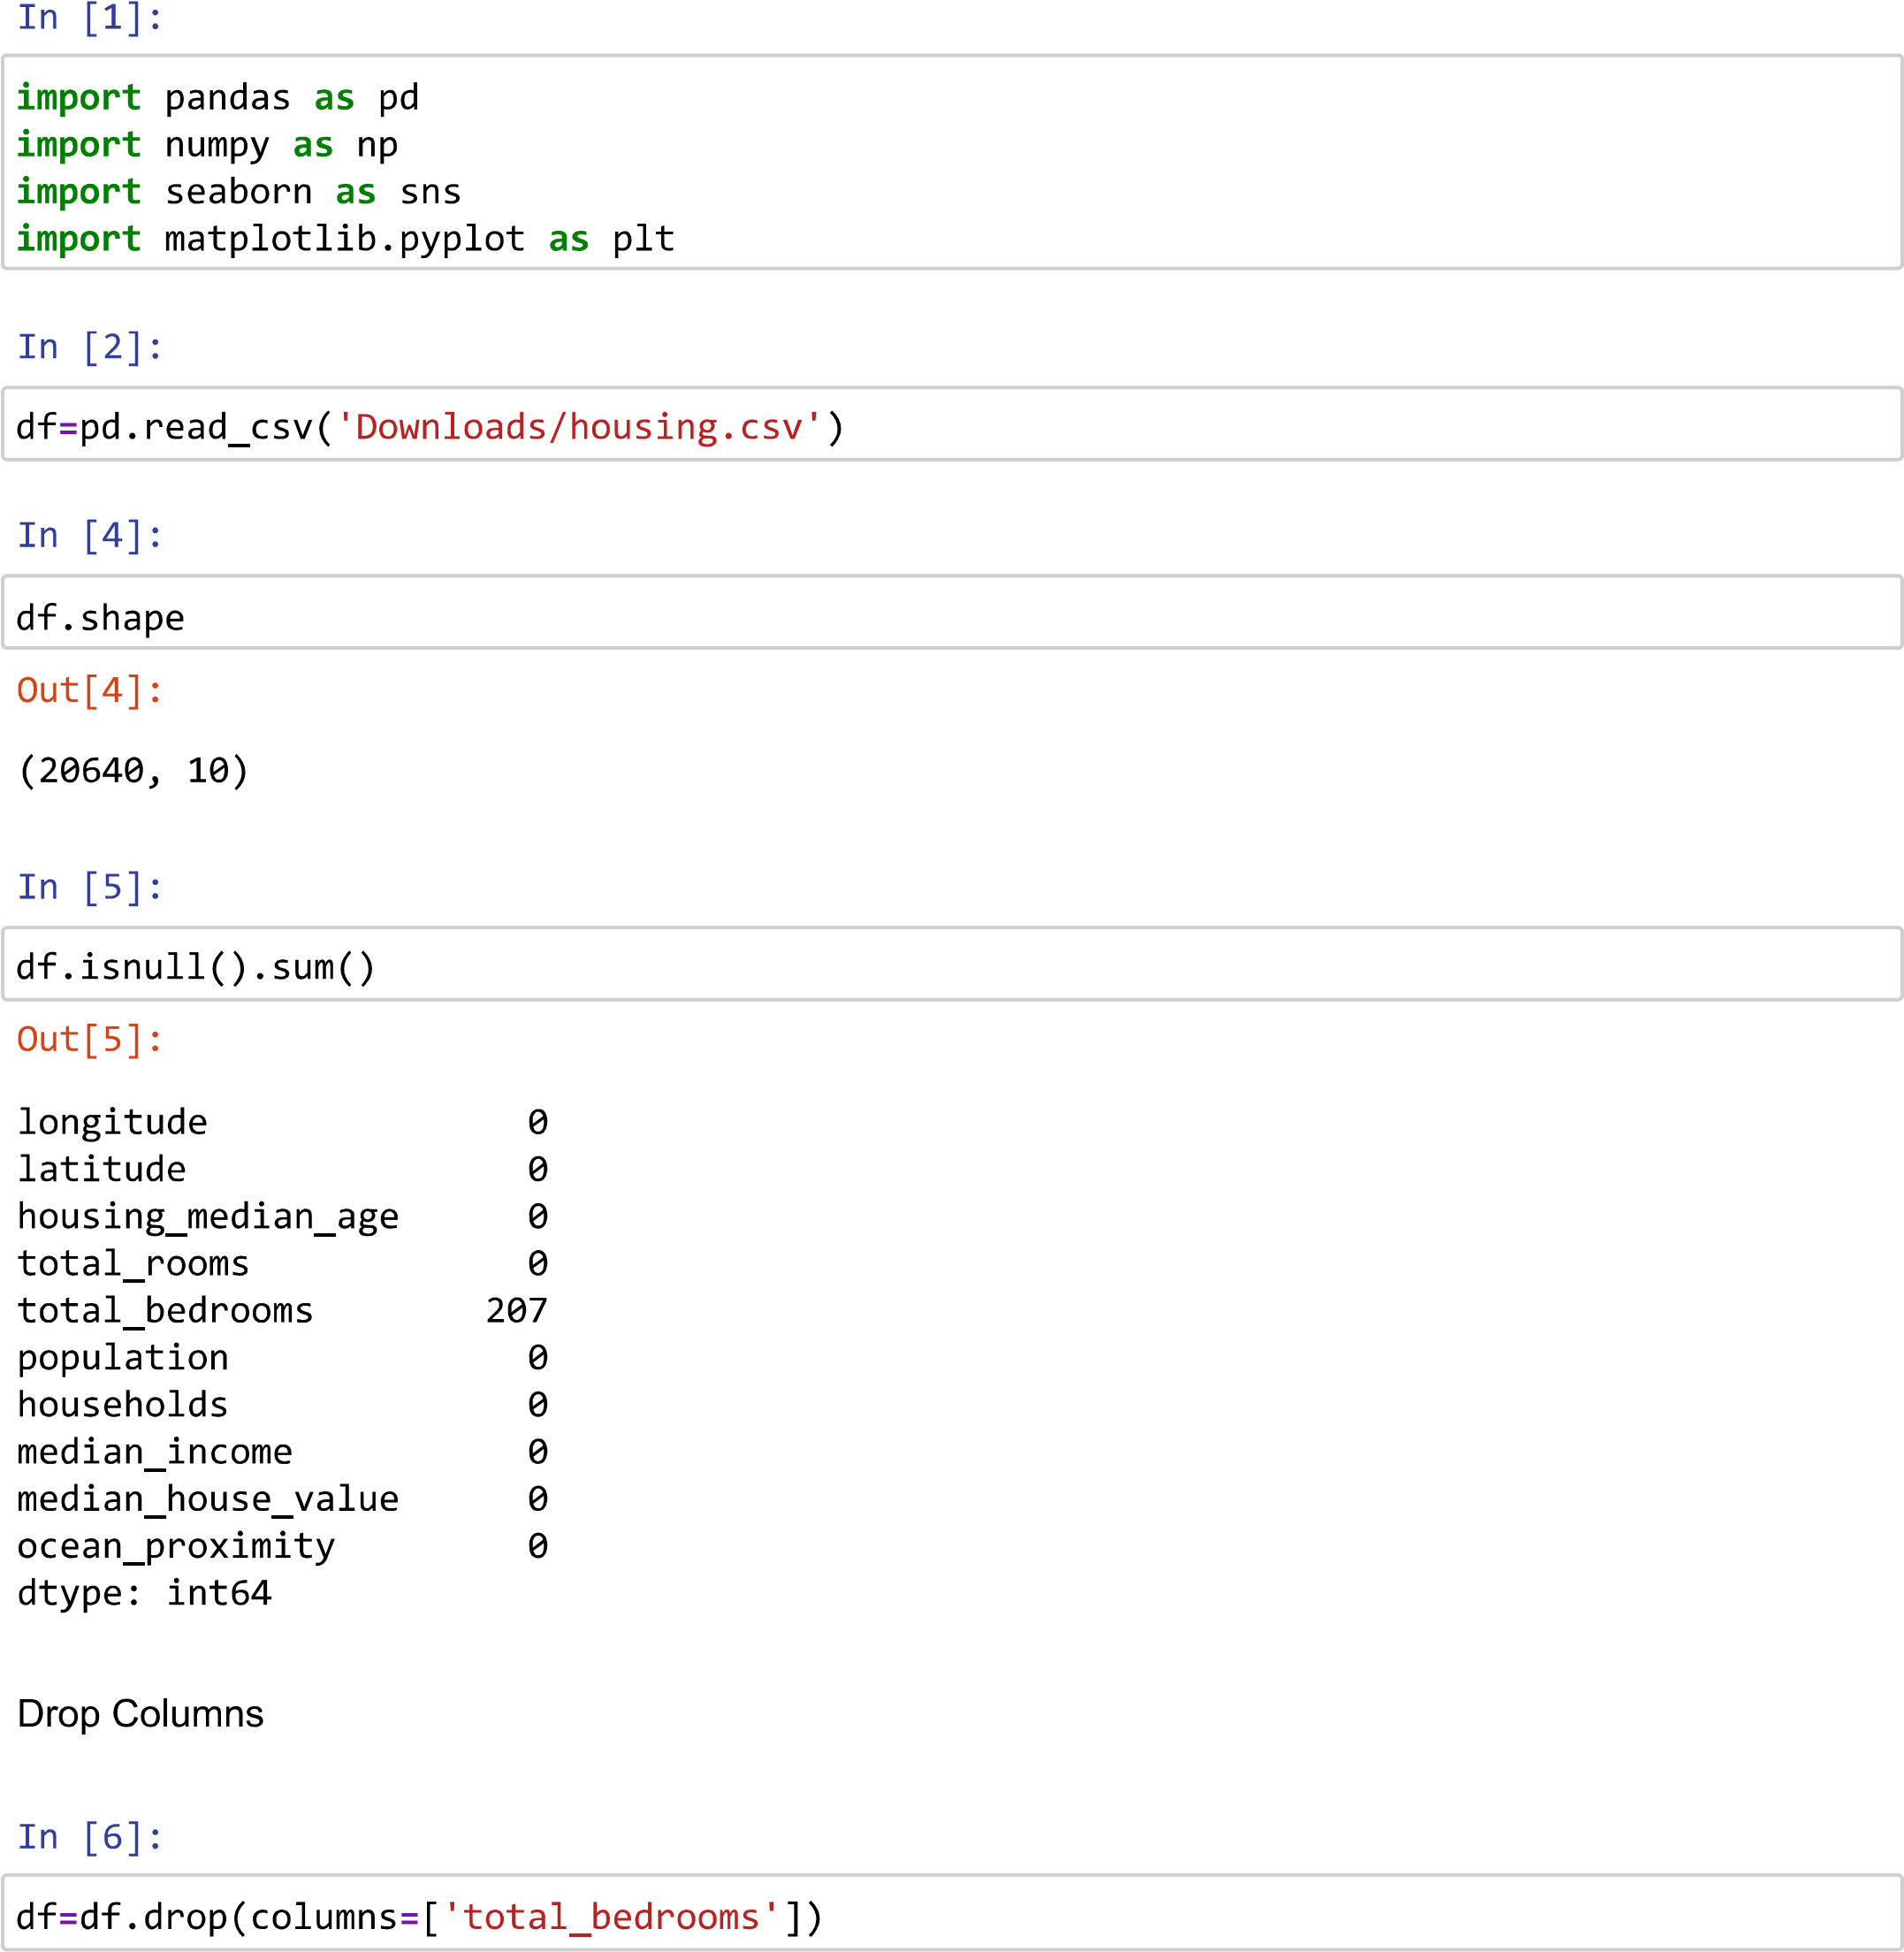 In [1]:
import pandas as pd
import numpy as np
import seaborn as sns
import matplotlib.pyplot as plt
In [2]:
df=pd.read_csv('Downloads/housing.csv')
In [4]:
df.shape
Out[4]:
(20640, 10)
In [5]:
df.isnull().sum()
Out[5]:
longitude 0
latitude 0
housing_median_age 0
total_rooms 0
total_bedrooms 207
population 0
households 0
median_income 0
median_house_value 0
ocean_proximity 0
dtype: int64
Drop Columns
In [6]:
df=df.drop(columns=['total_bedrooms'])